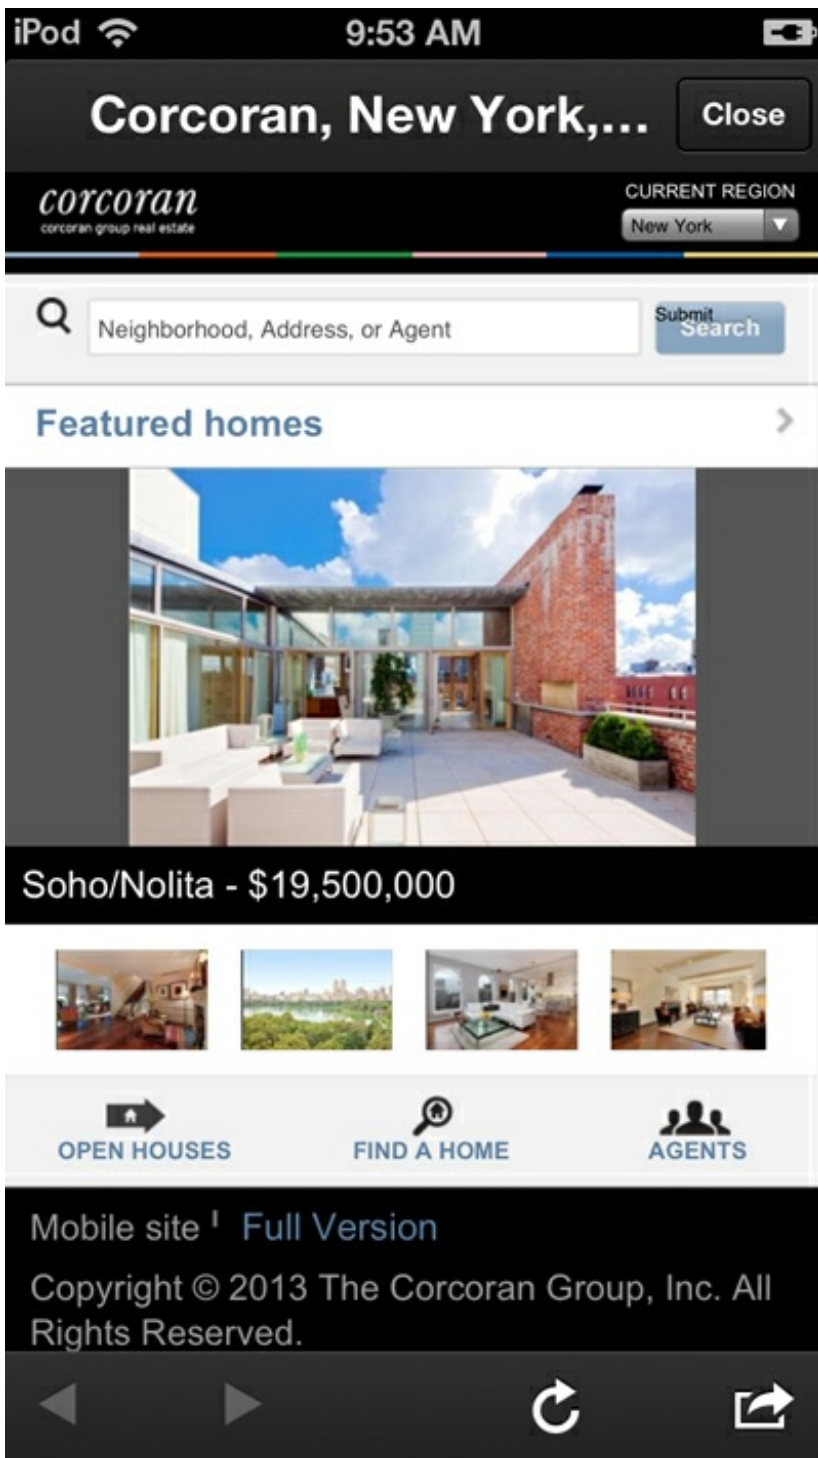 iPod 9:53 AM
Corcoran, New York,... Close
corcoran
corcoran group real estate
CURRENT REGION
New York
Neighborhood, Address, or Agent
Submit
Search
Featured homes
Soho/Nolita - $19,500,000
OPEN HOUSES FIND A HOME AGENTS
Mobile site | Full Version
Copyright © 2013 The Corcoran Group, Inc. All
Rights Reserved.